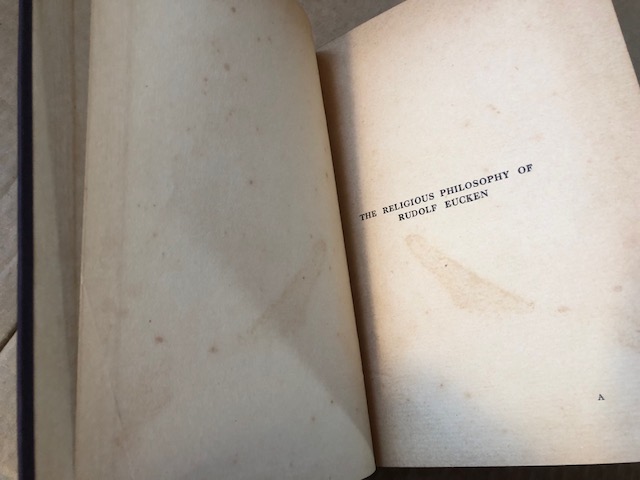 THE RELIGIOUS PHILOSOPHY OF
RUDOLF EUCKEN
A